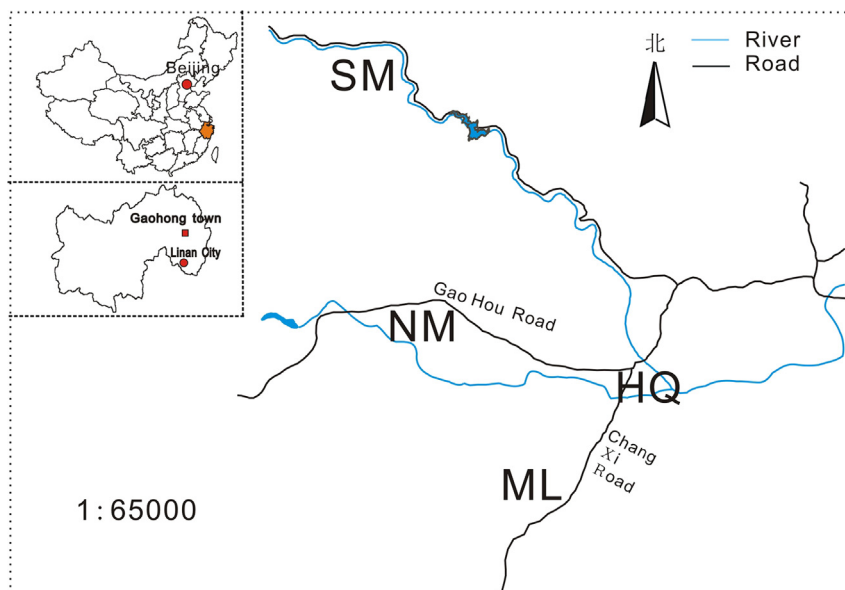 Beijing
Gaohong town
Linan City
SM
北
River
Road
Gao Hou Road
NM
HQ
Chang
Xi
Road
ML
1:65000